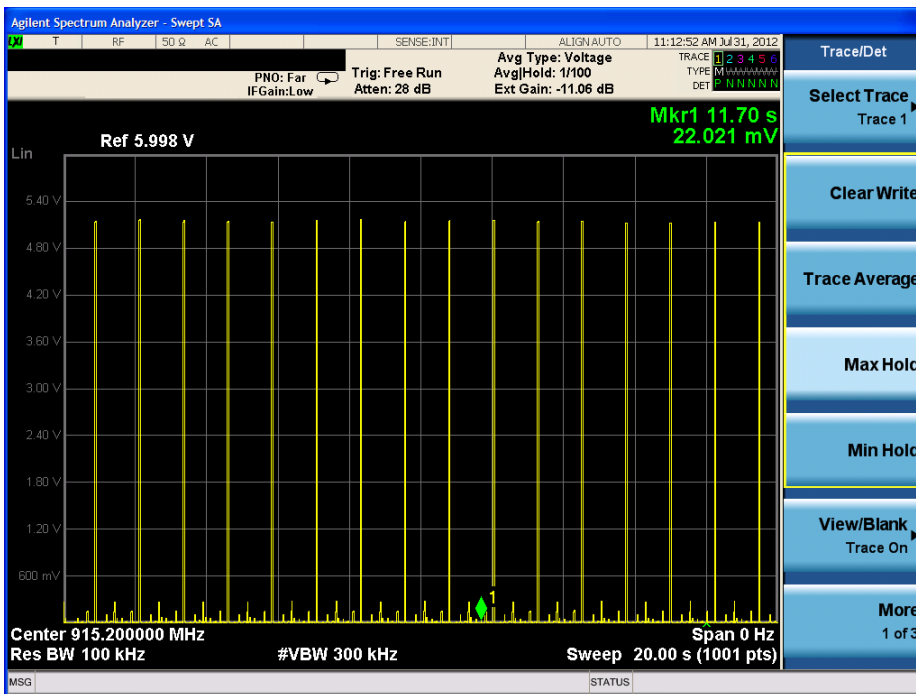 Agilent Spectrum Analyzer - Swept SA
LXI T RF 50 Ω AC SENSE:INT ALIGN AUTO 11:12:52 AM Jul 31, 2012
PNO: Far
IFGain:Low
Trig: Free Run
Atten: 28 dB
Avg Type: Voltage
Avg|Hold: 1/100
Ext Gain: -11.06 dB
TRACE 1 2 3 4 5 6
TYPE M
DET P N N N N N
Mkr1 11.70 s
22.021 mV
Ref 5.998 V
Lin
5.40 V
4.80 V
4.20 V
3.60 V
3.00 V
2.40 V
1.80 V
1.20 V
600 mV
1
Center 915.200000 MHz
Span 0 Hz
Res BW 100 kHz
#VBW 300 kHz
Sweep 20.00 s (1001 pts)
MSG
STATUS
Trace/Det
Select Trace
Trace 1
Clear Write
Trace Average
Max Hold
Min Hold
View/Blank
Trace On
More
1 of 3